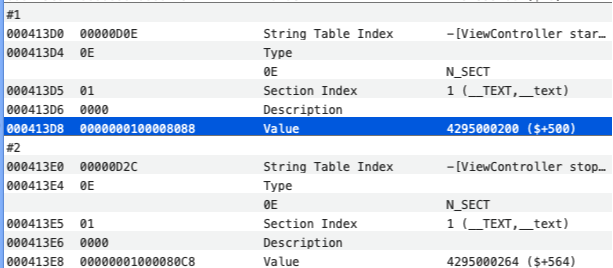 #1
000413D0 00000D0E String Table Index -[ViewController star…
000413D4 0E Type
0E N_SECT
000413D5 01 Section Index 1 (__TEXT,__text)
000413D6 0000 Description
000413D8 0000000100008088 Value 4295000200 ($+500)
#2
000413E0 00000D2C String Table Index -[ViewController stop…
000413E4 0E Type
0E N_SECT
000413E5 01 Section Index 1 (__TEXT,__text)
000413E6 0000 Description
000413E8 00000001000080C8 Value 4295000264 ($+564)